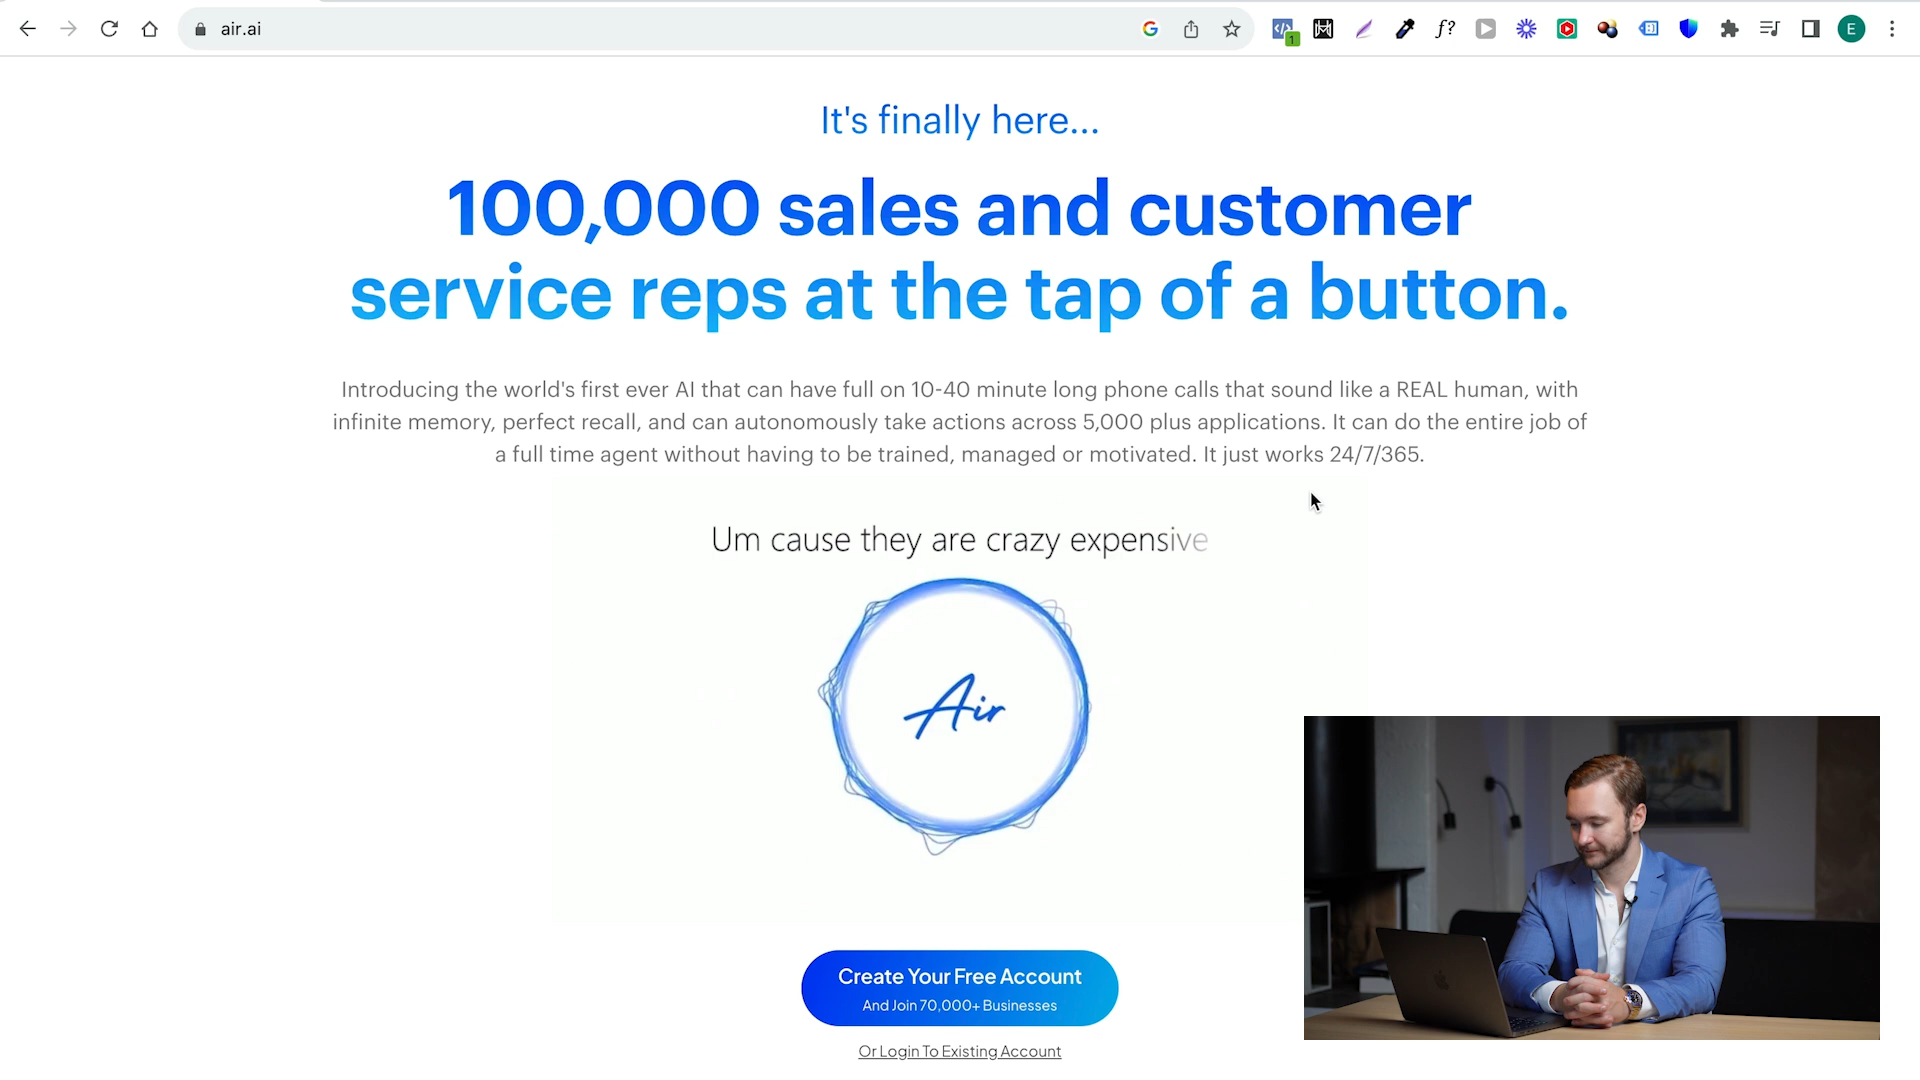 air.ai
1
f?
E
It's finally here...
100,000 sales and customer
service reps at the tap of a button.
Introducing the world's first ever AI that can have full on 10-40 minute long phone calls that sound like a REAL human, with
infinite memory, perfect recall, and can autonomously take actions across 5,000 plus applications. It can do the entire job of
a full time agent without having to be trained, managed or motivated. It just works 24/7/365.
Um cause they are crazy expensive
Air
Create Your Free Account
And Join 70,000+ Businesses
Or Login To Existing Account